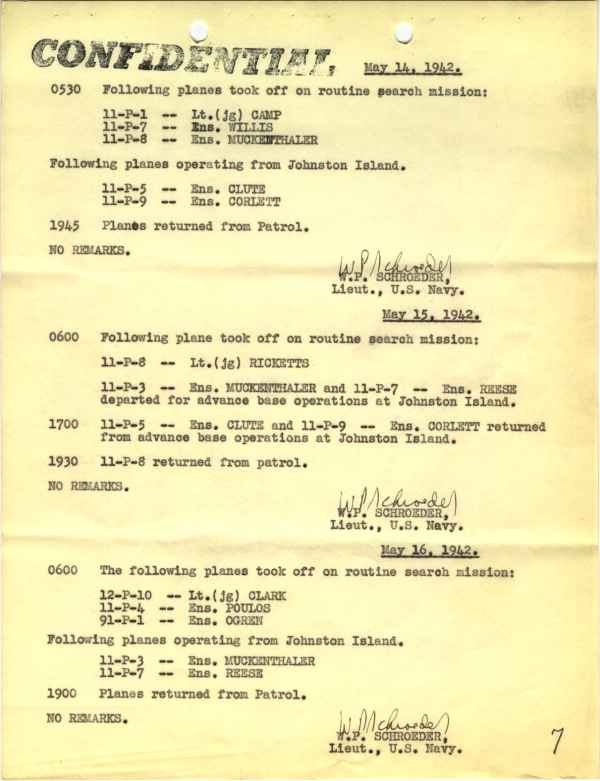 CONFIDENTIAL
May 14, 1942.
0530 Following planes took off on routine search mission:
11-P-1 -- Lt.(jg) CAMP
11-P-7 -- Ens. WILLIS
11-P-8 -- Ens. MUCKENTHALER
Following planes operating from Johnston Island.
11-P-5 -- Ens. CLUTE
11-P-9 -- Ens. CORLETT
1945 Planes returned from Patrol.
NO REMARKS.
W.P. Schroeder
W.P. SCHROEDER,
Lieut., U.S. Navy.
May 15, 1942.
0600 Following plane took off on routine search mission:
11-P-8 -- Lt.(jg) RICKETTS
11-P-3 -- Ens. MUCKENTHALER and 11-P-7 -- Ens. REESE
departed for advance base operations at Johnston Island.
1700 11-P-5 -- Ens. CLUTE and 11-P-9 -- Ens. CORLETT returned
from advance base operations at Johnston Island.
1930 11-P-8 returned from patrol.
NO REMARKS.
W.P. Schroeder
W.P. SCHROEDER,
Lieut., U.S. Navy.
May 16, 1942.
0600 The following planes took off on routine search mission:
12-P-10 -- Lt.(jg) CLARK
11-P-4 -- Ens. POULOS
91-P-1 -- Ens. OGREN
Following planes operating from Johnston Island.
11-P-3 -- Ens. MUCKENTHALER
11-P-7 -- Ens. REESE
1900 Planes returned from Patrol.
NO REMARKS.
W.P. Schroeder
W.P. SCHROEDER,
Lieut., U.S. Navy.
7